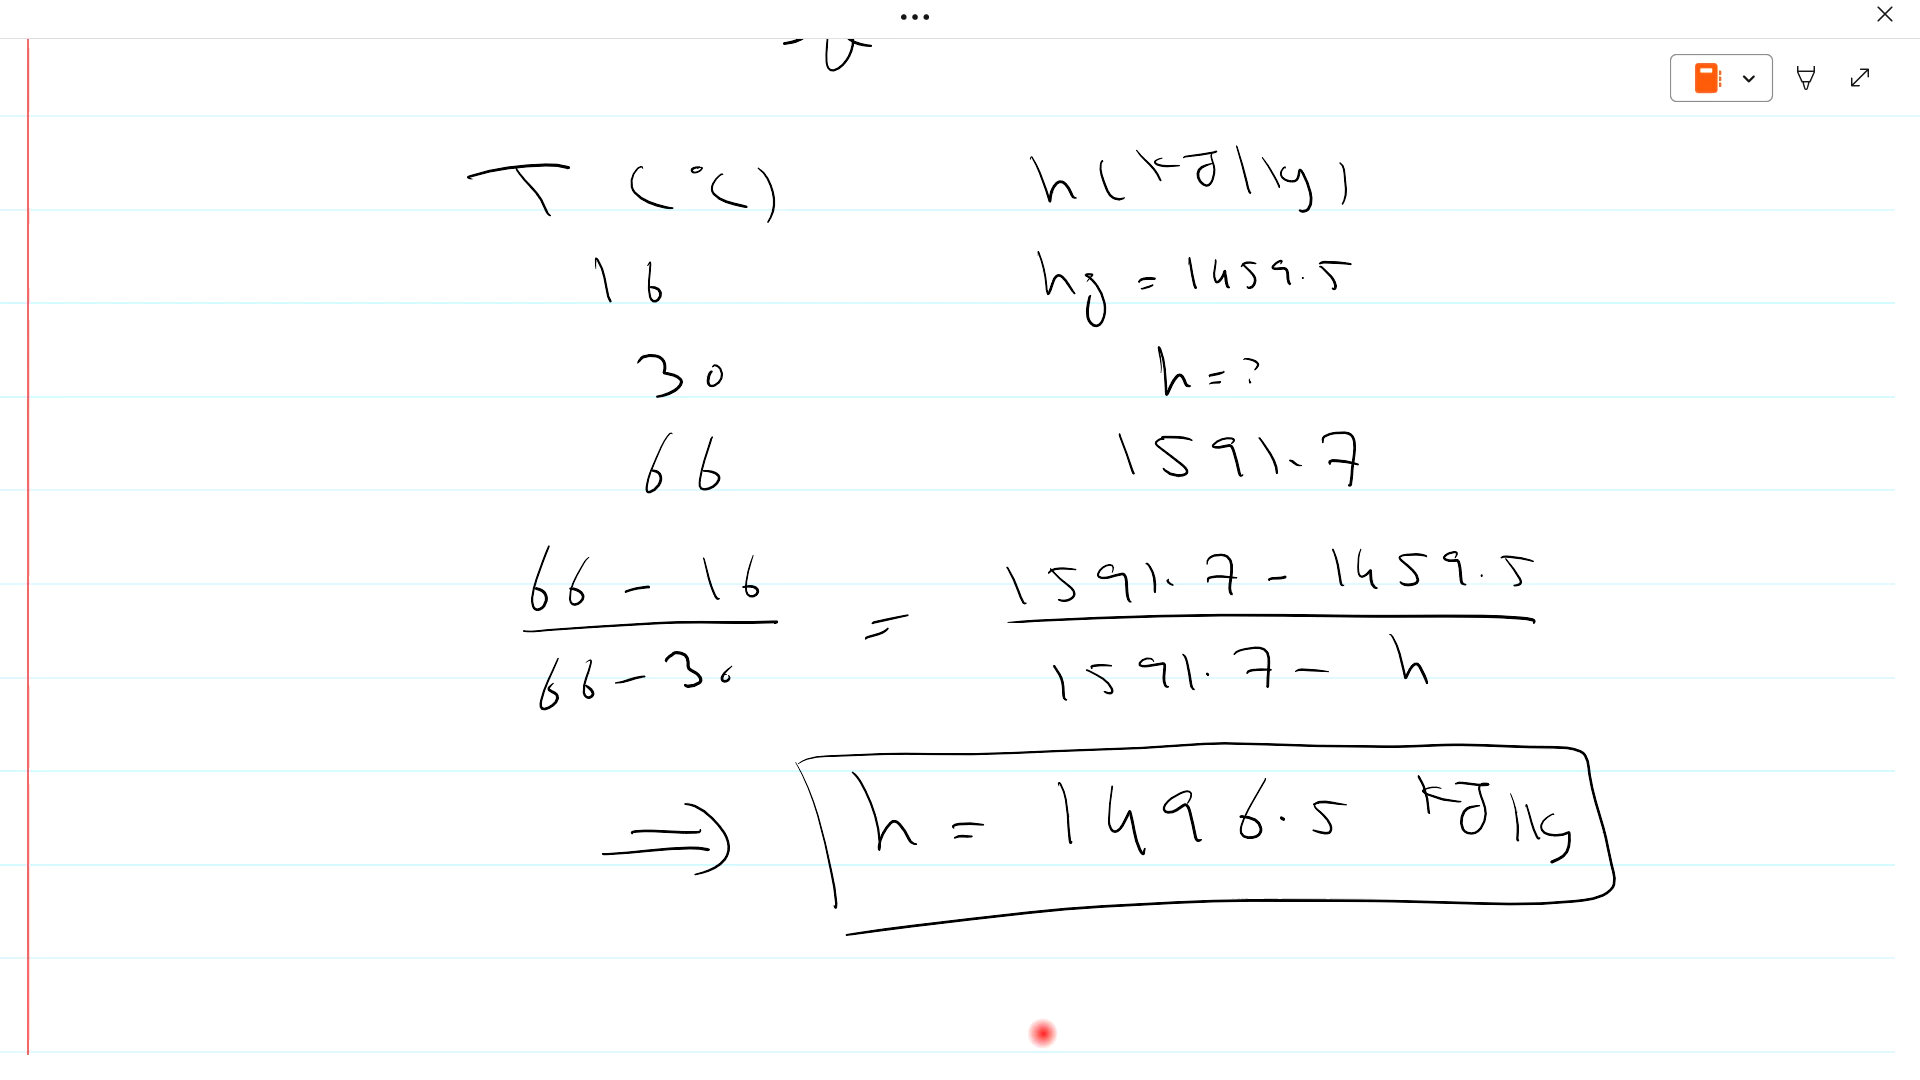 T (°C) h (kJ/kg)
16 hg = 1459.5
30 h = ?
66 1591.7
66 - 16 = 1591.7 - 1459.5
66 - 30 1591.7 - h
⇒ h = 1496.5 kJ/kg